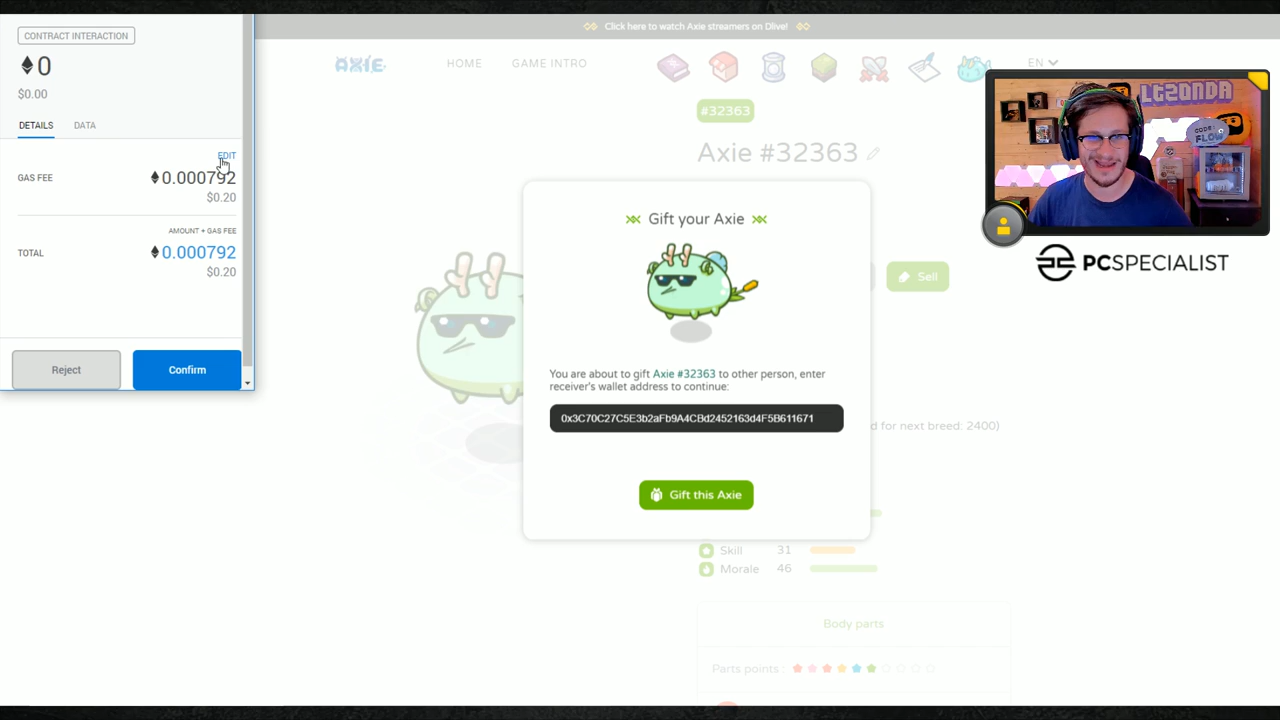 CONTRACT INTERACTION
0
$0.00
DETAILS
DATA
EDIT
GAS FEE
0.000792
$0.20
AMOUNT + GAS FEE
TOTAL
0.000792
$0.20
Reject
Confirm
Click here to watch Axie streamers on Dlive!
AXIE
HOME
GAME INTRO
EN
#32363
Axie #32363
Gift your Axie
You are about to gift Axie #32363 to other person, enter
receiver's wallet address to continue:
0x3C70C27C5E3b2aFb9A4CBd2452163d4F5B611671
Gift this Axie
Sell
d for next breed: 2400)
Skill 31
Morale 46
Body parts
Parts points :
LTZONDA
CODE:
FLOW
PCSPECIALIST